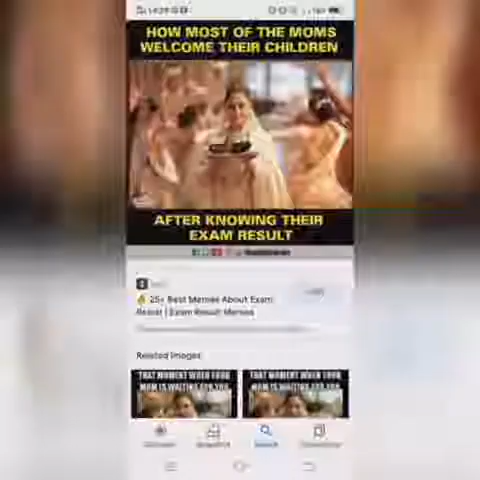 HOW MOST OF THE MOMS
WELCOME THEIR CHILDREN
AFTER KNOWING THEIR
EXAM RESULT
25+ Best Memes About Exam
Result | Exam Result Memes
Related images
THAT MOMENT WHEN YOUR
MOM IS WAITING FOR YOU
THAT MOMENT WHEN YOUR
MOM IS WAITING FOR YOU
Search